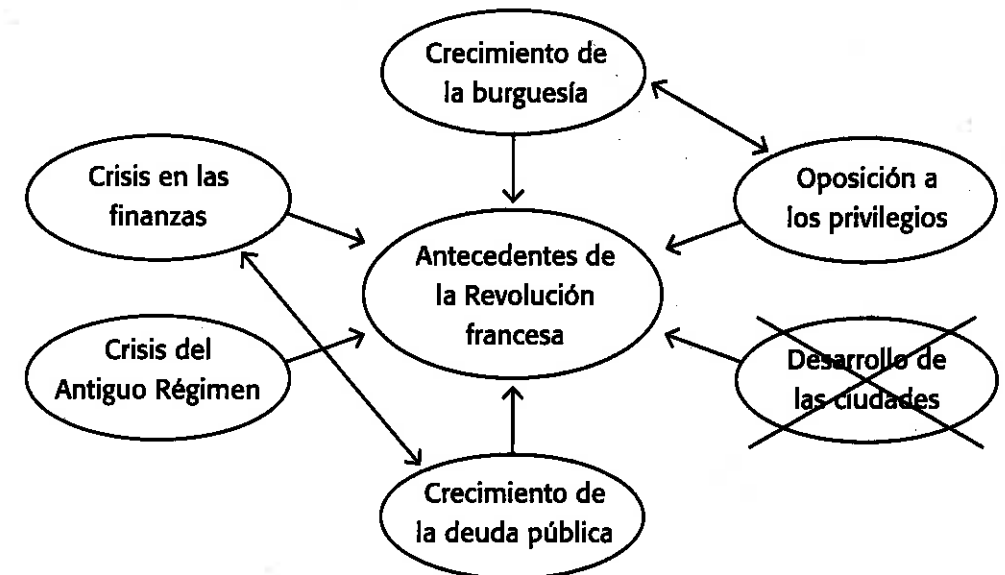 Crecimiento de
la burguesía
Crisis en las
finanzas
Oposición a
los privilegios
Antecedentes de
la Revolución
francesa
Crisis del
Antiguo Régimen
Desarrollo de
las ciudades
Crecimiento de
la deuda pública